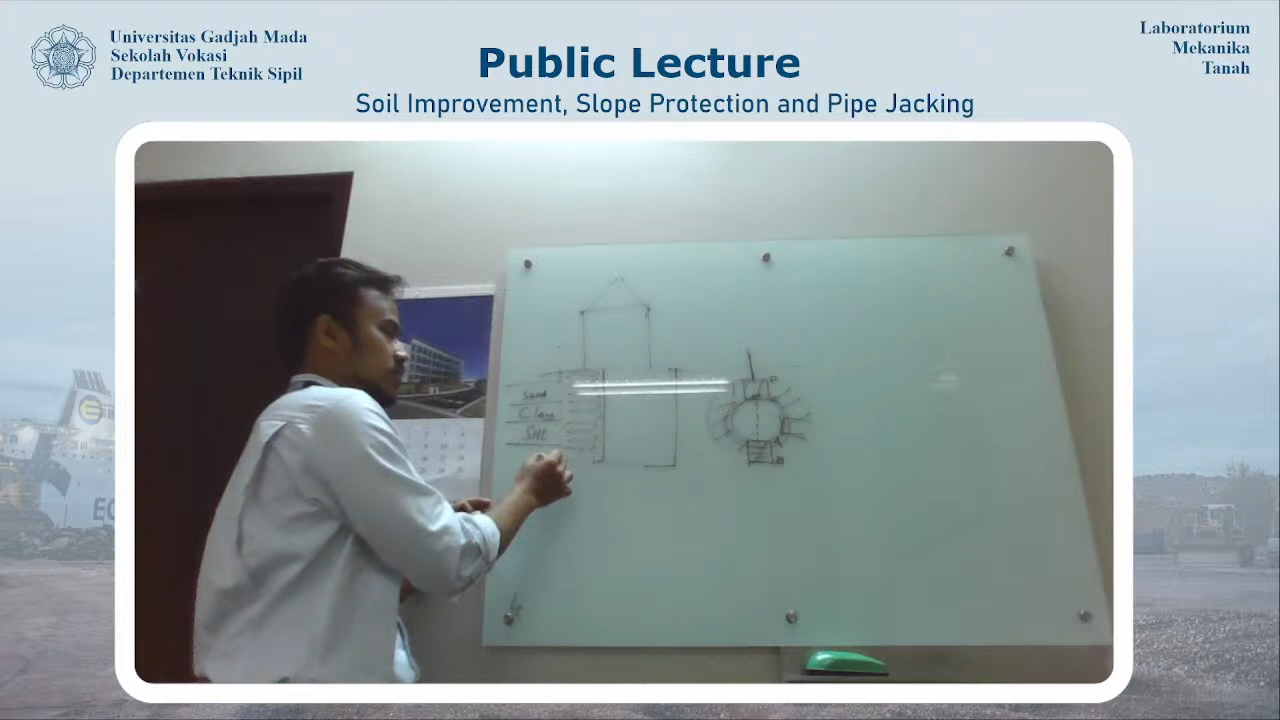 Universitas Gadjah Mada
Sekolah Vokasi
Departemen Teknik Sipil
Public Lecture
Soil Improvement, Slope Protection and Pipe Jacking
Laboratorium
Mekanika
Tanah
Sand
Clay
Silt
A
B